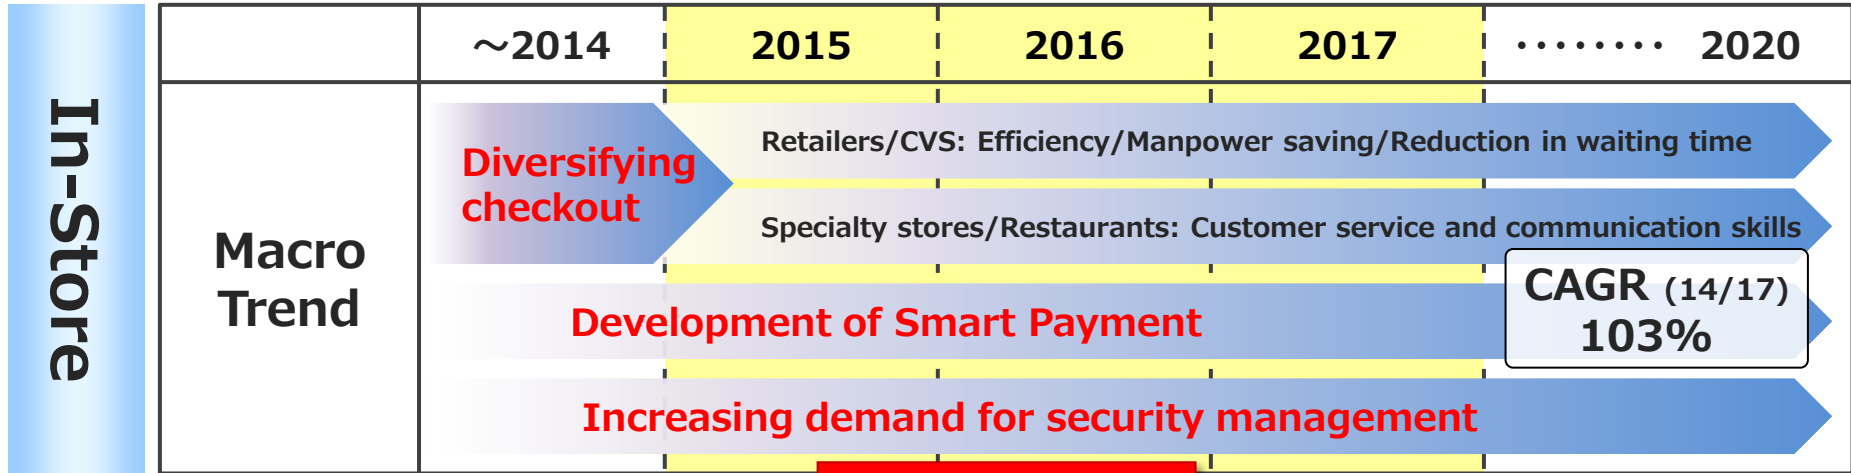 In-Store
～2014
2015
2016
2017
········ 2020
Macro
Trend
Diversifying
checkout
Retailers/CVS: Efficiency/Manpower saving/Reduction in waiting time
Specialty stores/Restaurants: Customer service and communication skills
Development of Smart Payment
CAGR (14/17)
103%
Increasing demand for security management